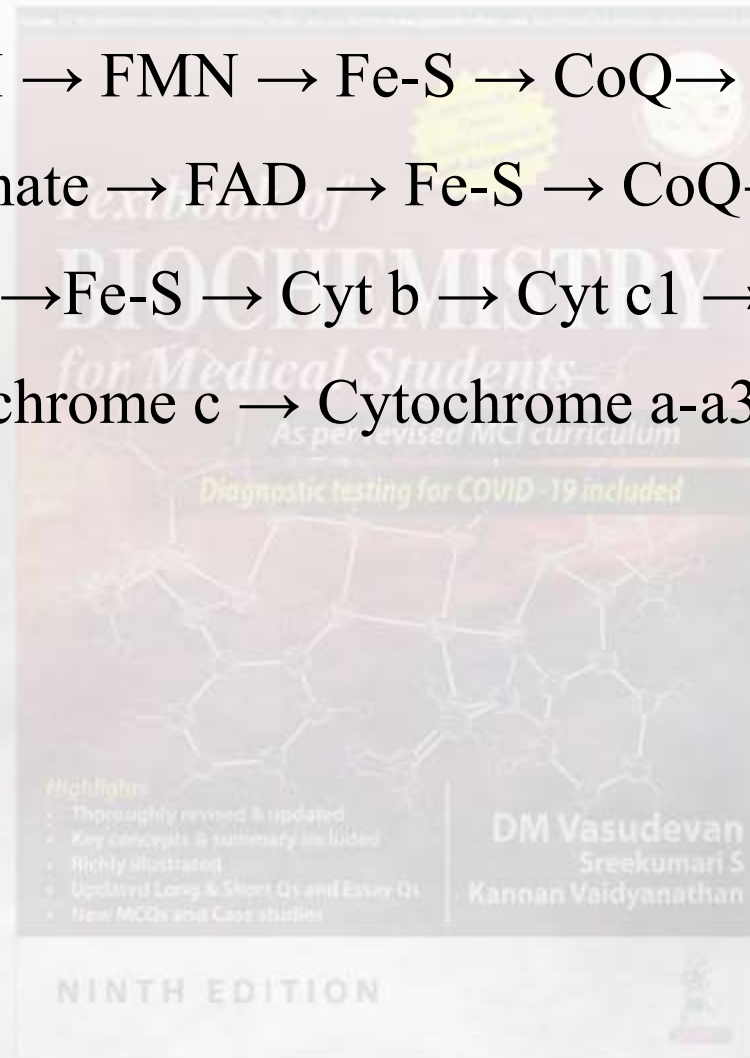 → FMN → Fe-S → CoQ→
nate → FAD → Fe-S → CoQ
→Fe-S → Cyt b → Cyt c1 →
chrome c → Cytochrome a-a3
Textbook of
BIOCHEMISTRY
for Medical Students
As per revised MCI curriculum
Diagnostic testing for COVID -19 included
Highlights
• Thoroughly revised & updated
• Key concepts & summary included
• Richly illustrated
• Updated Long & Short Qs and Essay Qs
• New MCQs and Case studies
DM Vasudevan
Sreekumari S
Kannan Vaidyanathan
NINTH EDITION